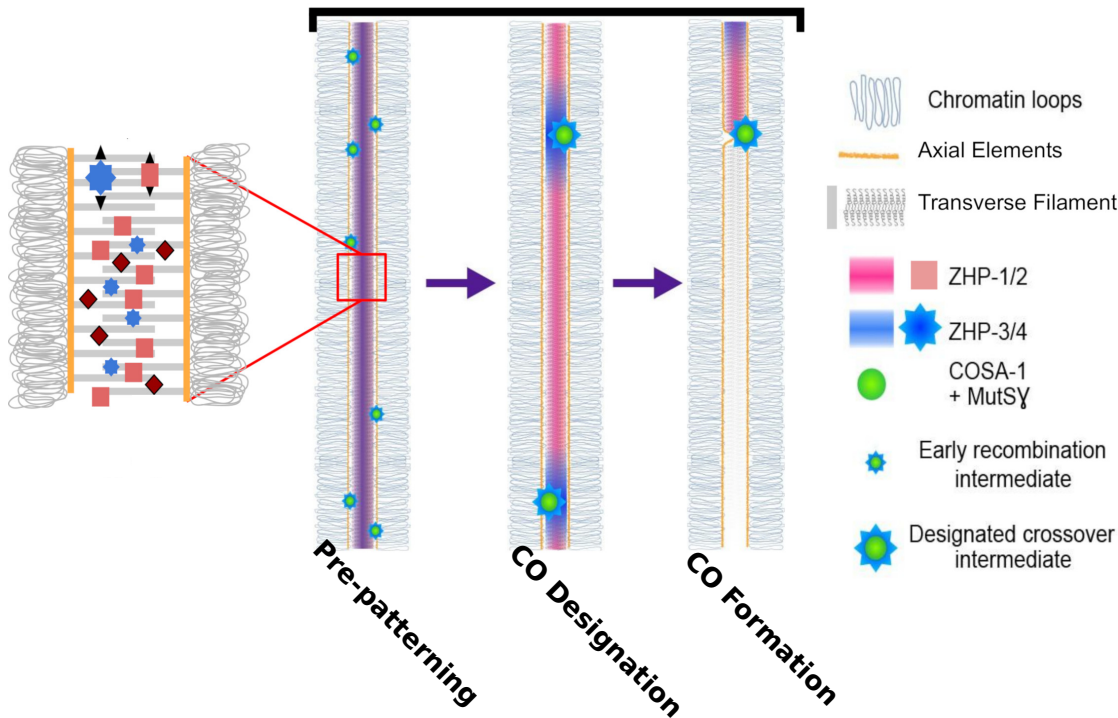 Chromatin loops
Axial Elements
Transverse Filament
ZHP-1/2
ZHP-3/4
COSA-1
+ MutSɣ
Early recombination
intermediate
Designated crossover
intermediate
Pre-patterning
CO Designation
CO Formation